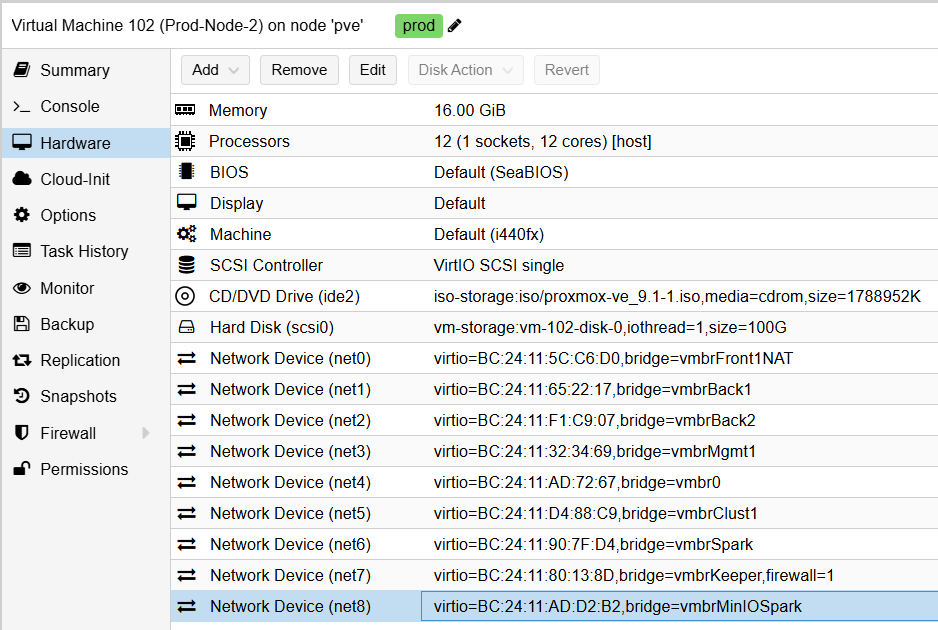 Virtual Machine 102 (Prod-Node-2) on node 'pve' prod
Summary
Console
Hardware
Cloud-Init
Options
Task History
Monitor
Backup
Replication
Snapshots
Firewall
Permissions
Add Remove Edit Disk Action Revert
Memory 16.00 GiB
Processors 12 (1 sockets, 12 cores) [host]
BIOS Default (SeaBIOS)
Display Default
Machine Default (i440fx)
SCSI Controller VirtIO SCSI single
CD/DVD Drive (ide2) iso-storage:iso/proxmox-ve_9.1-1.iso,media=cdrom,size=1788952K
Hard Disk (scsi0) vm-storage:vm-102-disk-0,iothread=1,size=100G
Network Device (net0) virtio=BC:24:11:5C:C6:D0,bridge=vmbrFront1NAT
Network Device (net1) virtio=BC:24:11:65:22:17,bridge=vmbrBack1
Network Device (net2) virtio=BC:24:11:F1:C9:07,bridge=vmbrBack2
Network Device (net3) virtio=BC:24:11:32:34:69,bridge=vmbrMgmt1
Network Device (net4) virtio=BC:24:11:AD:72:67,bridge=vmbr0
Network Device (net5) virtio=BC:24:11:D4:88:C9,bridge=vmbrClust1
Network Device (net6) virtio=BC:24:11:90:7F:D4,bridge=vmbrSpark
Network Device (net7) virtio=BC:24:11:80:13:8D,bridge=vmbrKeeper,firewall=1
Network Device (net8) virtio=BC:24:11:AD:D2:B2,bridge=vmbrMinIOSpark